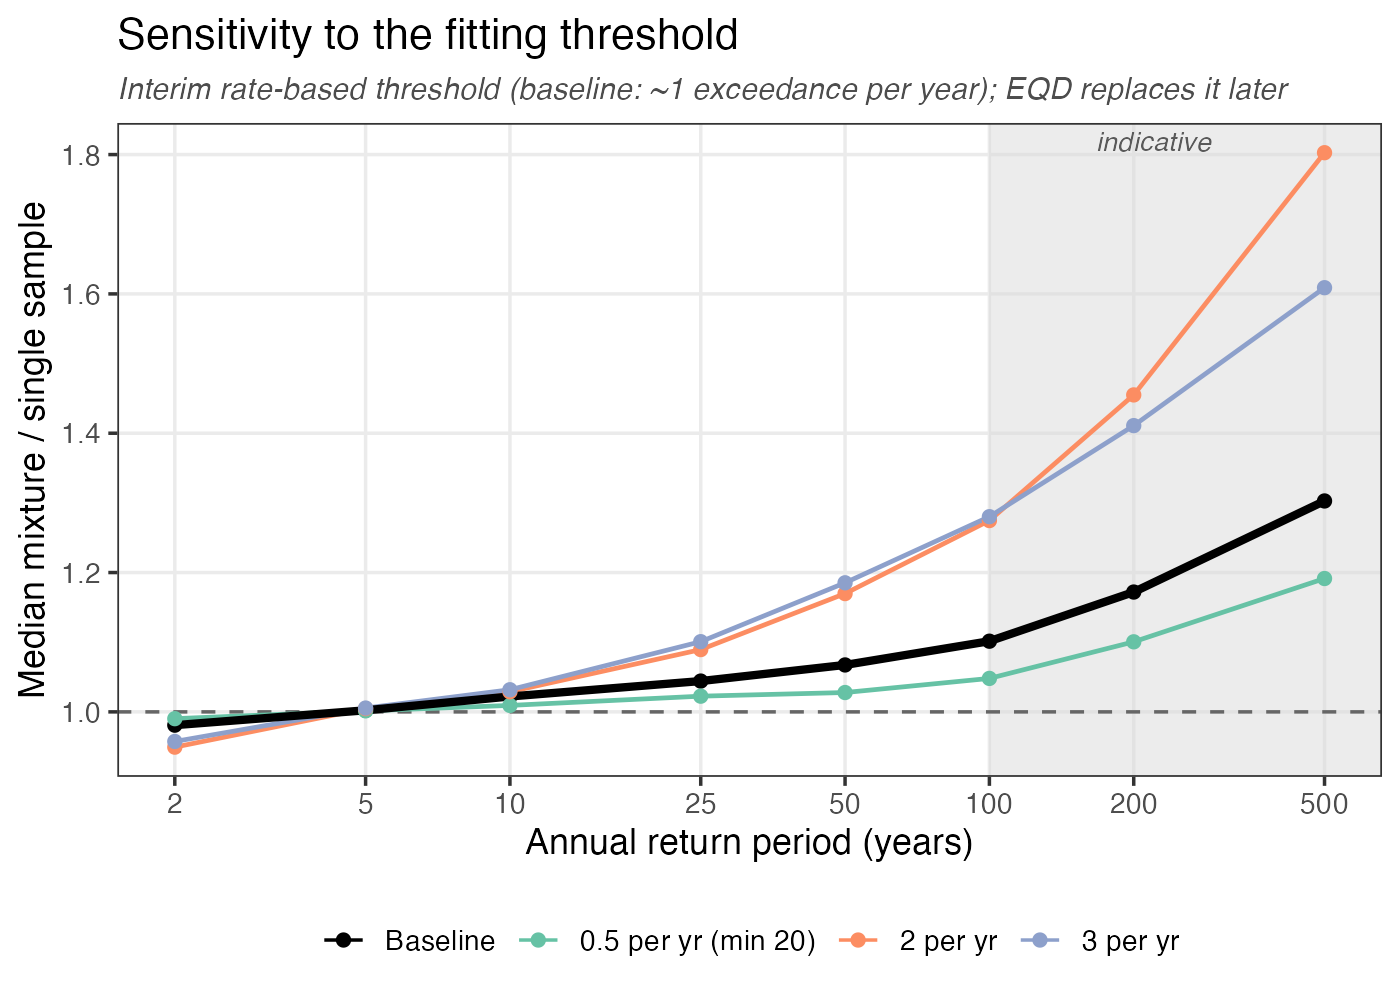 Sensitivity to the fitting threshold
Interim rate-based threshold (baseline: ~1 exceedance per year); EQD replaces it later
indicative
Median mixture / single sample
1.8
1.6
1.4
1.2
1.0
2 5 10 25 50 100 200 500
Annual return period (years)
Baseline 0.5 per yr (min 20) 2 per yr 3 per yr